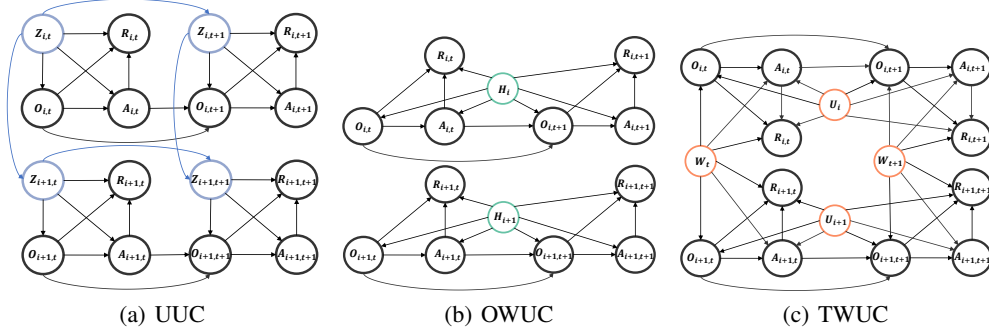 Z_{i,t} R_{i,t} Z_{i,t+1} R_{i,t+1}
O_{i,t} A_{i,t} O_{i,t+1} A_{i,t+1}
Z_{i+1,t} R_{i+1,t} Z_{i+1,t+1} R_{i+1,t+1}
O_{i+1,t} A_{i+1,t} O_{i+1,t+1} A_{i+1,t+1}
(a) UUC
R_{i,t} R_{i,t+1}
H_i
O_{i,t} A_{i,t} O_{i,t+1} A_{i,t+1}
R_{i+1,t} R_{i+1,t+1}
H_{i+1}
O_{i+1,t} A_{i+1,t} O_{i+1,t+1} A_{i+1,t+1}
(b) OWUC
O_{i,t} A_{i,t} O_{i,t+1} A_{i,t+1}
U_i
R_{i,t} R_{i,t+1}
W_t W_{t+1}
R_{i+1,t} R_{i+1,t+1}
U_{i+1}
O_{i+1,t} A_{i+1,t} O_{i+1,t+1} A_{i+1,t+1}
(c) TWUC